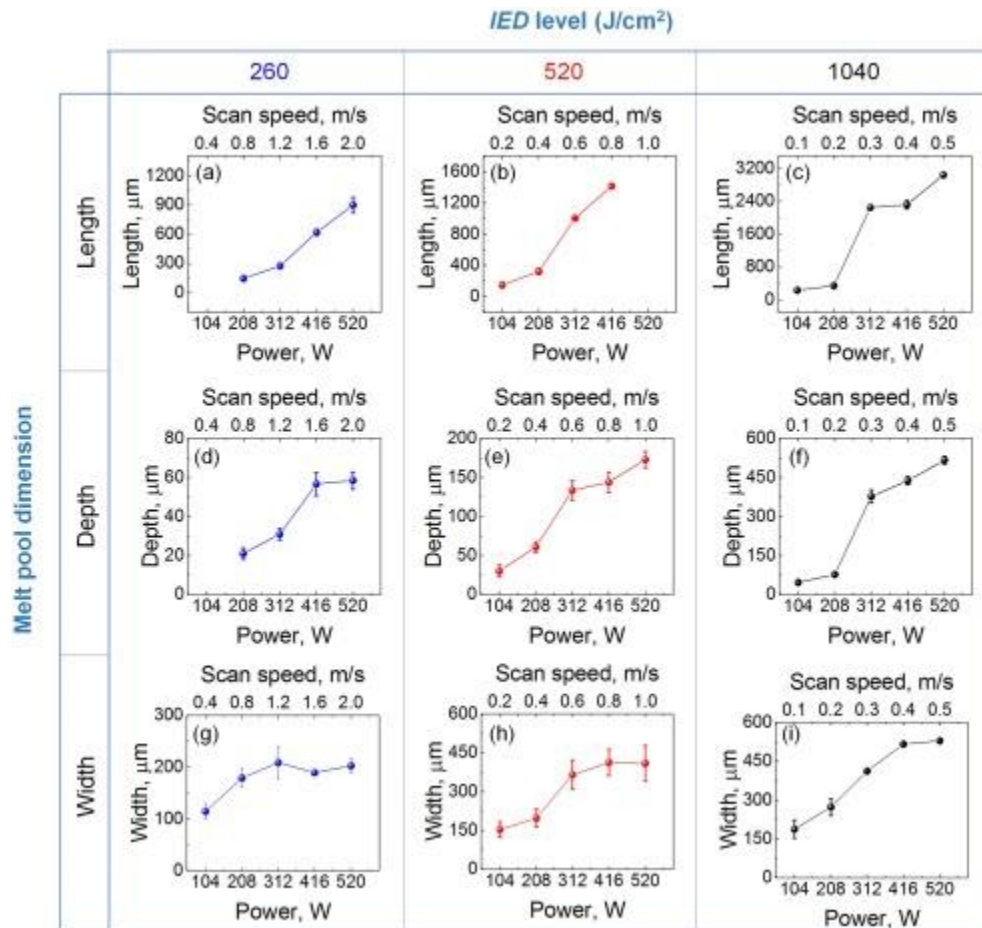 IED level (J/cm²)
260 520 1040
Melt pool dimension
Length
Scan speed, m/s
0.4 0.8 1.2 1.6 2.0
(a)
Length, μm
1200
900
600
300
0
104 208 312 416 520
Power, W
Scan speed, m/s
0.2 0.4 0.6 0.8 1.0
(b)
Length, μm
1600
1200
800
400
0
104 208 312 416 520
Power, W
Scan speed, m/s
0.1 0.2 0.3 0.4 0.5
(c)
Length, μm
3200
2400
1600
800
0
104 208 312 416 520
Power, W
Depth
Scan speed, m/s
0.4 0.8 1.2 1.6 2.0
(d)
Depth, μm
80
60
40
20
0
104 208 312 416 520
Power, W
Scan speed, m/s
0.2 0.4 0.6 0.8 1.0
(e)
Depth, μm
200
150
100
50
0
104 208 312 416 520
Power, W
Scan speed, m/s
0.1 0.2 0.3 0.4 0.5
(f)
Depth, μm
600
450
300
150
0
104 208 312 416 520
Power, W
Width
Scan speed, m/s
0.4 0.8 1.2 1.6 2.0
(g)
Width, μm
300
200
100
0
104 208 312 416 520
Power, W
Scan speed, m/s
0.2 0.4 0.6 0.8 1.0
(h)
Width, μm
600
450
300
150
0
104 208 312 416 520
Power, W
Scan speed, m/s
0.1 0.2 0.3 0.4 0.5
(i)
Width, μm
600
450
300
150
0
104 208 312 416 520
Power, W